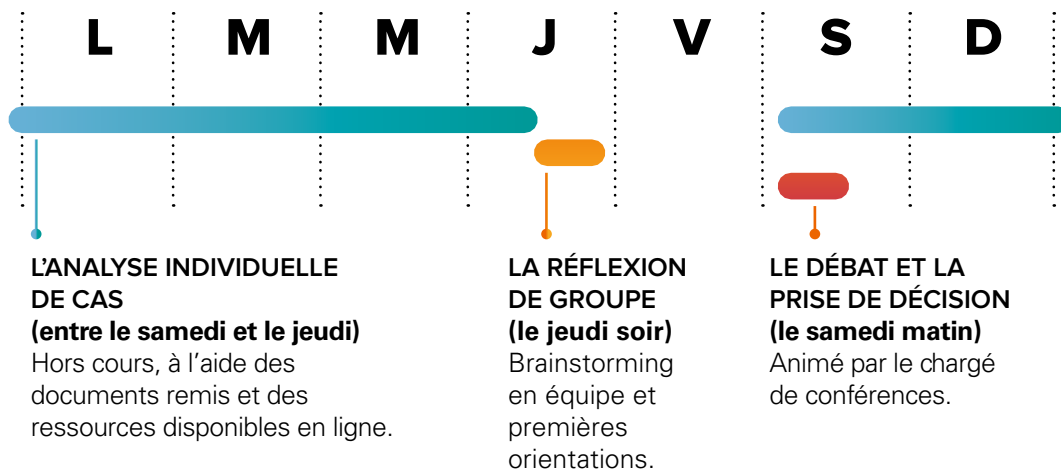 L M M J V S D
L'ANALYSE INDIVIDUELLE
DE CAS
(entre le samedi et le jeudi)
Hors cours, à l'aide des
documents remis et des
ressources disponibles en ligne.
LA RÉFLEXION
DE GROUPE
(le jeudi soir)
Brainstorming
en équipe et
premières
orientations.
LE DÉBAT ET LA
PRISE DE DÉCISION
(le samedi matin)
Animé par le chargé
de conférences.